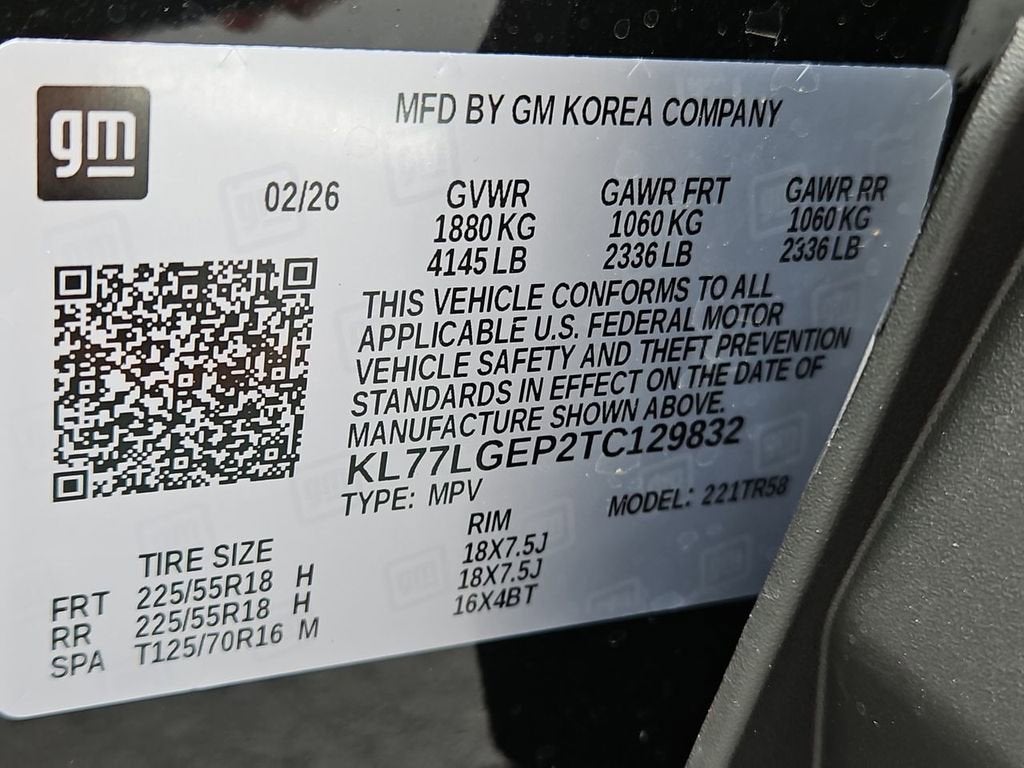 gm
MFD BY GM KOREA COMPANY
02/26 GVWR GAWR FRT GAWR RR
1880 KG 1060 KG 1060 KG
4145 LB 2336 LB 2336 LB
THIS VEHICLE CONFORMS TO ALL
APPLICABLE U.S. FEDERAL MOTOR
VEHICLE SAFETY AND THEFT PREVENTION
STANDARDS IN EFFECT ON THE DATE OF
MANUFACTURE SHOWN ABOVE.
KL77LGEP2TC129832
TYPE: MPV MODEL: 221TR58
TIRE SIZE RIM
FRT 225/55R18 H 18X7.5J
RR 225/55R18 H 18X7.5J
SPA T125/70R16 M 16X4BT